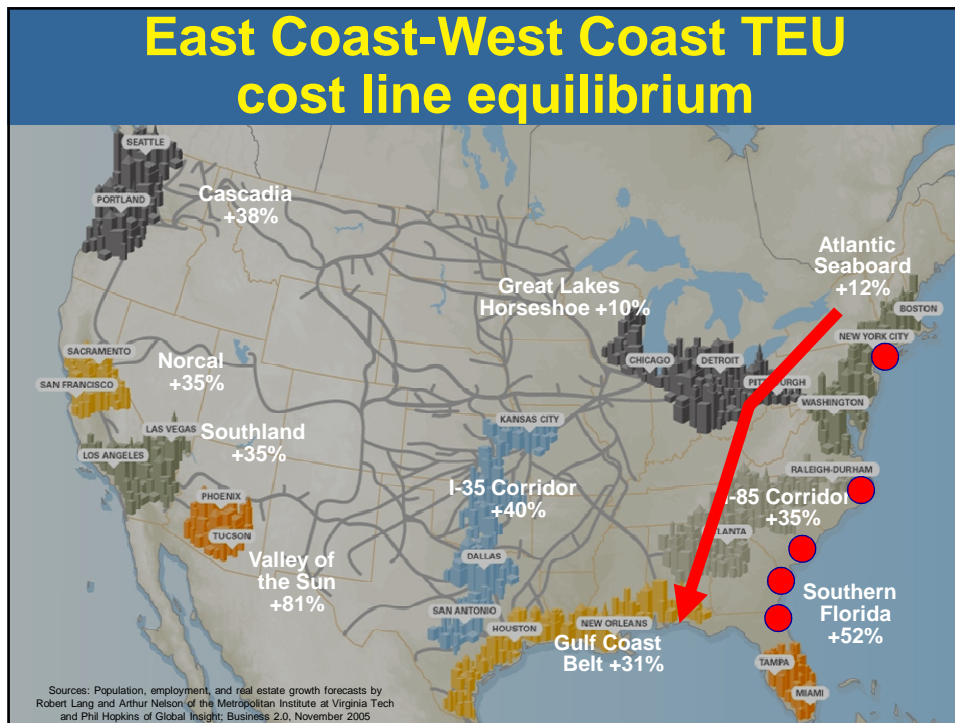 East Coast-West Coast TEU
cost line equilibrium
SEATTLE
PORTLAND
Cascadia
+38%
Atlantic
Seaboard
+12%
Great Lakes
Horseshoe +10%
BOSTON
NEW YORK CITY
SACRAMENTO
SAN FRANCISCO
Norcal
+35%
CHICAGO
DETROIT
PITTSBURGH
WASHINGTON
KANSAS CITY
LAS VEGAS
LOS ANGELES
Southland
+35%
RALEIGH-DURHAM
PHOENIX
TUCSON
I-35 Corridor
+40%
I-85 Corridor
+35%
ATLANTA
Valley of
the Sun
+81%
DALLAS
SAN ANTONIO
HOUSTON
NEW ORLEANS
Gulf Coast
Belt +31%
Southern
Florida
+52%
TAMPA
MIAMI
Sources: Population, employment, and real estate growth forecasts by
Robert Lang and Arthur Nelson of the Metropolitan Institute at Virginia Tech
and Phil Hopkins of Global Insight; Business 2.0, November 2005